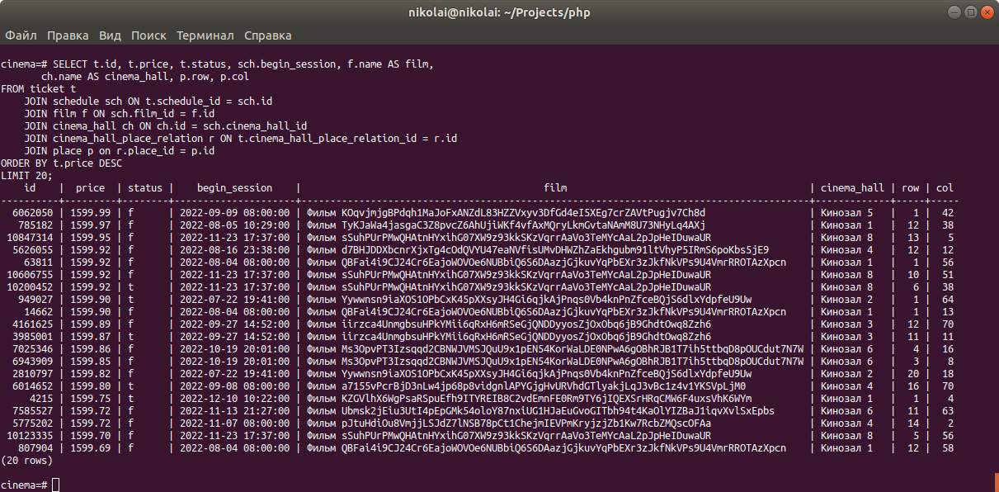 nikolai@nikolai: ~/Projects/php
Файл Правка Вид Поиск Терминал Справка
cinema=# SELECT t.id, t.price, t.status, sch.begin_session, f.name AS film,
       ch.name AS cinema_hall, p.row, p.col
FROM ticket t
    JOIN schedule sch ON t.schedule_id = sch.id
    JOIN film f ON sch.film_id = f.id
    JOIN cinema_hall ch ON ch.id = sch.cinema_hall_id
    JOIN cinema_hall_place_relation r ON t.cinema_hall_place_relation_id = r.id
    JOIN place p on r.place_id = p.id
ORDER BY t.price DESC
LIMIT 20;
    id    |  price  | status |    begin_session    |                                          film                                          | cinema_hall | row | col
----------+---------+--------+---------------------+----------------------------------------------------------------------------------------+-------------+-----+-----
  6062050 | 1599.99 | f      | 2022-09-09 08:00:00 | Фильм KOqvjmjgBPdqh1MaJoFxANZdL83HZZVxyv3DfGd4eI5XEg7crZAVtPugjv7Ch8d | Кинозал 5   |   1 |  42
   785182 | 1599.97 | f      | 2022-08-05 10:29:00 | Фильм TyKJaWa4jasgaC3Z8pvcZ6AhUjiWKf4vfAxMQryLkmGvtaNAmM8U73NHyLq4AXj | Кинозал 1   |  12 |  38
 10847314 | 1599.95 | f      | 2022-11-23 17:37:00 | Фильм sSuhPUrPMwQHAtnHYxihG07XW9z93kkSKzVqrrAaVo3TeMYcAaL2pJpHeIDuwaUR | Кинозал 8   |  13 |   5
  5626055 | 1599.92 | f      | 2022-08-16 23:38:00 | Фильм d7BHJDDXbcnrXjxTg4cOdQVYU47eaNVfisUMvDHWZhZaEkhgubm91ltVhyP5IRmS6poKbs5jE9 | Кинозал 4   |  12 |  12
    63811 | 1599.92 | f      | 2022-08-04 08:00:00 | Фильм QBFai4i9CJ24Cr6EajoWOVOe6NUBbiQ6S6DAazjGjkuvYqPbEXr3zJkfNkVPs9U4VmrRROTAzXpcn | Кинозал 1   |   1 |  56
 10606755 | 1599.92 | f      | 2022-11-23 17:37:00 | Фильм sSuhPUrPMwQHAtnHYxihG07XW9z93kkSKzVqrrAaVo3TeMYcAaL2pJpHeIDuwaUR | Кинозал 8   |  10 |  51
 10200452 | 1599.92 | t      | 2022-11-23 17:37:00 | Фильм sSuhPUrPMwQHAtnHYxihG07XW9z93kkSKzVqrrAaVo3TeMYcAaL2pJpHeIDuwaUR | Кинозал 8   |   6 |  38
   949027 | 1599.90 | t      | 2022-07-22 19:41:00 | Фильм Yywwnsn9iaXOS1OPbCxK45pXXsyJH4Gi6qjkAjPnqs0Vb4knPnZfceBQjS6dlxYdpfeU9Uw | Кинозал 2   |   1 |  64
    14662 | 1599.90 | f      | 2022-08-04 08:00:00 | Фильм QBFai4i9CJ24Cr6EajoWOVOe6NUBbiQ6S6DAazjGjkuvYqPbEXr3zJkfNkVPs9U4VmrRROTAzXpcn | Кинозал 1   |   1 |  13
  4161625 | 1599.89 | f      | 2022-09-27 14:52:00 | Фильм iirzca4UnmgbsuHPkYMii6qRxH6mRSeGjQNDDyyosZjOxObq6jB9GhdtOwq8Zzh6 | Кинозал 3   |  12 |  70
  3985001 | 1599.87 | t      | 2022-09-27 14:52:00 | Фильм iirzca4UnmgbsuHPkYMii6qRxH6mRSeGjQNDDyyosZjOxObq6jB9GhdtOwq8Zzh6 | Кинозал 3   |  11 |  11
  7025346 | 1599.86 | f      | 2022-10-19 20:01:00 | Фильм Ms3OpvPT3Izsqqd2CBNWJVMSJQuU9x1pEN54KorWaLDE0NPwA6gOBhRJB1T7ih5ttbqD8pOUCdut7N7W | Кинозал 6   |   4 |  16
  6943909 | 1599.85 | f      | 2022-10-19 20:01:00 | Фильм Ms3OpvPT3Izsqqd2CBNWJVMSJQuU9x1pEN54KorWaLDE0NPwA6gOBhRJB1T7ih5ttbqD8pOUCdut7N7W | Кинозал 6   |   3 |   8
  2810797 | 1599.82 | f      | 2022-07-22 19:41:00 | Фильм Yywwnsn9iaXOS1OPbCxK45pXXsyJH4Gi6qjkAjPnqs0Vb4knPnZfceBQjS6dlxYdpfeU9Uw | Кинозал 2   |  20 |  18
  6014652 | 1599.80 | t      | 2022-09-08 08:00:00 | Фильм a7155vPcrBjD3nLw4jp68p8vidgnlAPYGjgHvURVhdGTlyakjLqJ3vBc1z4v1YKSVpLjM0 | Кинозал 4   |  16 |  70
     4215 | 1599.75 | t      | 2022-12-10 10:22:00 | Фильм KZGVlhX6WgPsaRSpuEfh9ITYREIB8C2vdEmnFE0Rm9TY6jIQEXSrHRqCMW6F4uxsVhK6WYm | Кинозал 1   |   1 |   4
  7585527 | 1599.72 | f      | 2022-11-13 21:27:00 | Фильм Ubmsk2jEiu3UtI4pEpGMk54oloY87nxiUG1HJaEuGvoGITbh94t4KaOlYIZBaJ1iqvXvlSxEpbs | Кинозал 6   |  11 |  63
  5775202 | 1599.72 | f      | 2022-11-07 08:00:00 | Фильм pJtuHdiOu8VmjjLSJdZ7lNSB78pCt1ChejmIEVPmKryjzjZb1Kw7RcbZMQscOFAa | Кинозал 4   |  14 |   2
 10123335 | 1599.70 | f      | 2022-11-23 17:37:00 | Фильм sSuhPUrPMwQHAtnHYxihG07XW9z93kkSKzVqrrAaVo3TeMYcAaL2pJpHeIDuwaUR | Кинозал 8   |   5 |  56
   807904 | 1599.69 | f      | 2022-08-04 08:00:00 | Фильм QBFai4i9CJ24Cr6EajoWOVOe6NUBbiQ6S6DAazjGjkuvYqPbEXr3zJkfNkVPs9U4VmrRROTAzXpcn | Кинозал 1   |  12 |  58
(20 rows)
cinema=#